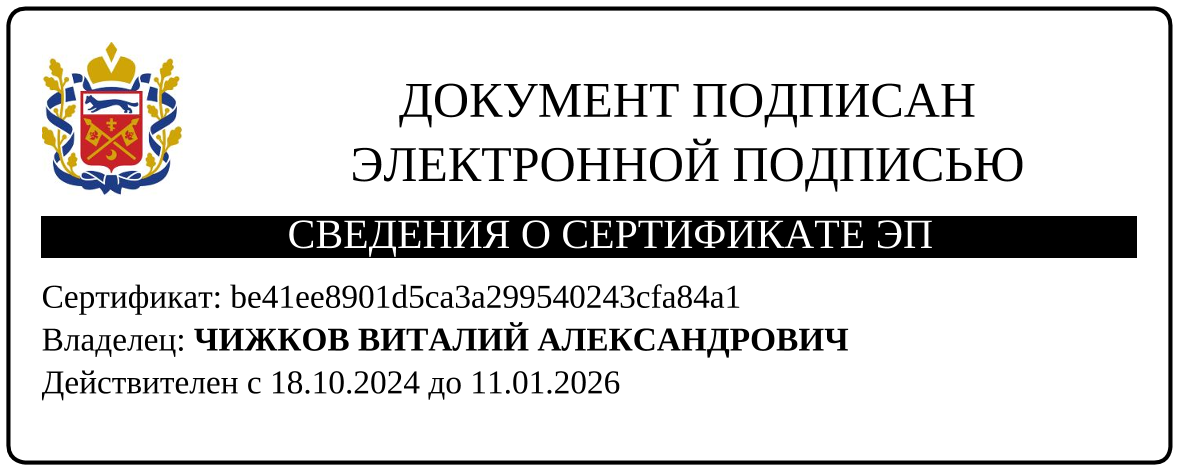 ДОКУМЕНТ ПОДПИСАН
ЭЛЕКТРОННОЙ ПОДПИСЬЮ
СВЕДЕНИЯ О СЕРТИФИКАТЕ ЭП
Сертификат: be41ee8901d5ca3a299540243cfa84a1
Владелец: ЧИЖКОВ ВИТАЛИЙ АЛЕКСАНДРОВИЧ
Действителен с 18.10.2024 до 11.01.2026